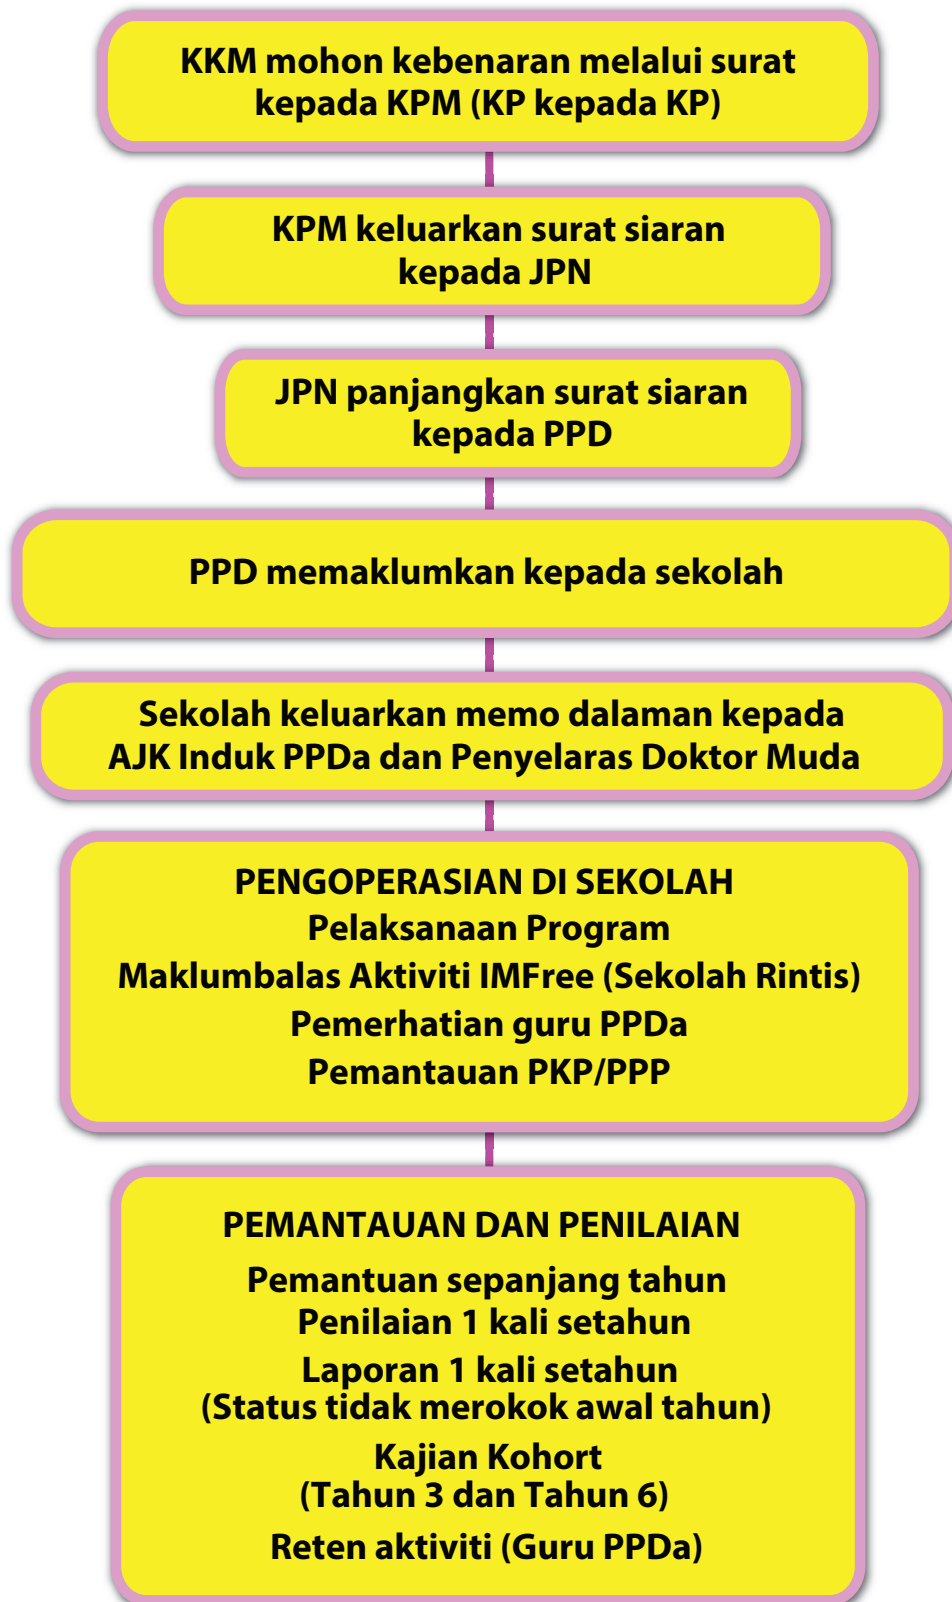 KKM mohon kebenaran melalui surat
kepada KPM (KP kepada KP)
KPM keluarkan surat siaran
kepada JPN
JPN panjangkan surat siaran
kepada PPD
PPD memaklumkan kepada sekolah
Sekolah keluarkan memo dalaman kepada
AJK Induk PPDa dan Penyelaras Doktor Muda
PENGOPERASIAN DI SEKOLAH
Pelaksanaan Program
Maklumbalas Aktiviti IMFree (Sekolah Rintis)
Pemerhatian guru PPDa
Pemantauan PKP/PPP
PEMANTAUAN DAN PENILAIAN
Pemantuan sepanjang tahun
Penilaian 1 kali setahun
Laporan 1 kali setahun
(Status tidak merokok awal tahun)
Kajian Kohort
(Tahun 3 dan Tahun 6)
Reten aktiviti (Guru PPDa)